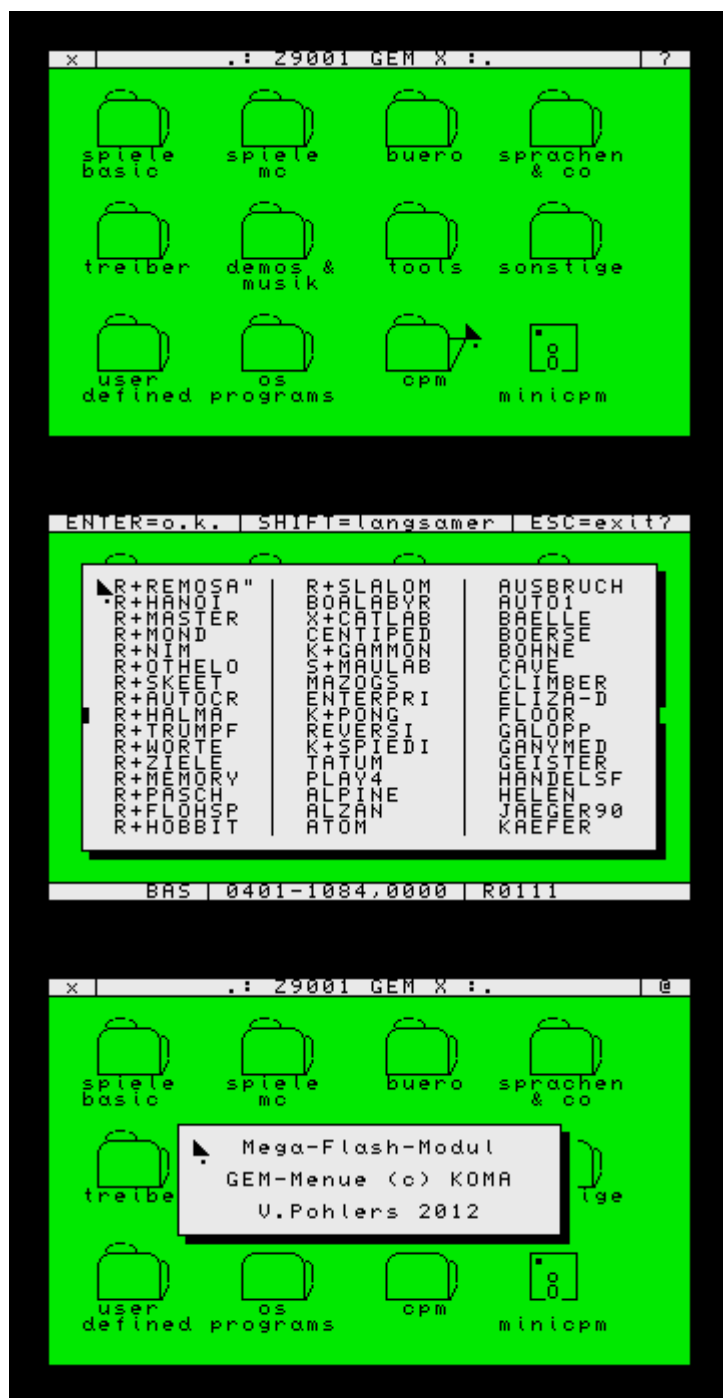 x | .: Z9001 GEM X :. | ?
spiele basic
spiele mc
buero
sprachen & co
treiber
demos & musik
tools
sonstige
user defined
os programs
cpm
minicpm
ENTER=o.k. | SHIFT=langsamer | ESC=exit?
R+REMOSA" | R+SLALOM | AUSBRUCH
R+HANOI | BOALABYR | AUTO1
R+MASTER | X+CATLAB | BAELLE
R+MOND | CENTIPED | BOERSE
R+NIM | K+GAMMON | BOHNE
R+OTHELO | S+MAULAB | CAVE
R+SKEET | MAZOGS | CLIMBER
R+AUTOCR | ENTERPRI | ELIZA-D
R+HALMA | K+PONG | FLOOR
R+TRUMPF | REVERSI | GALOPP
R+WORTE | K+SPIEDI | GANYMED
R+ZIELE | TATUM | GEISTER
R+MEMORY | PLAY4 | HANDELSF
R+PASCH | ALPINE | HELEN
R+FLOHSP | ALZAN | JAEGER90
R+HOBBIT | ATOM | KAEFER
BAS | 0401-1084,0000 | R0111
x | .: Z9001 GEM X :. | @
spiele basic
spiele mc
buero
sprachen & co
treibe
Mega-Flash-Modul
GEM-Menue (c) KOMA
V.Pohlers 2012
ige
user defined
os programs
cpm
minicpm